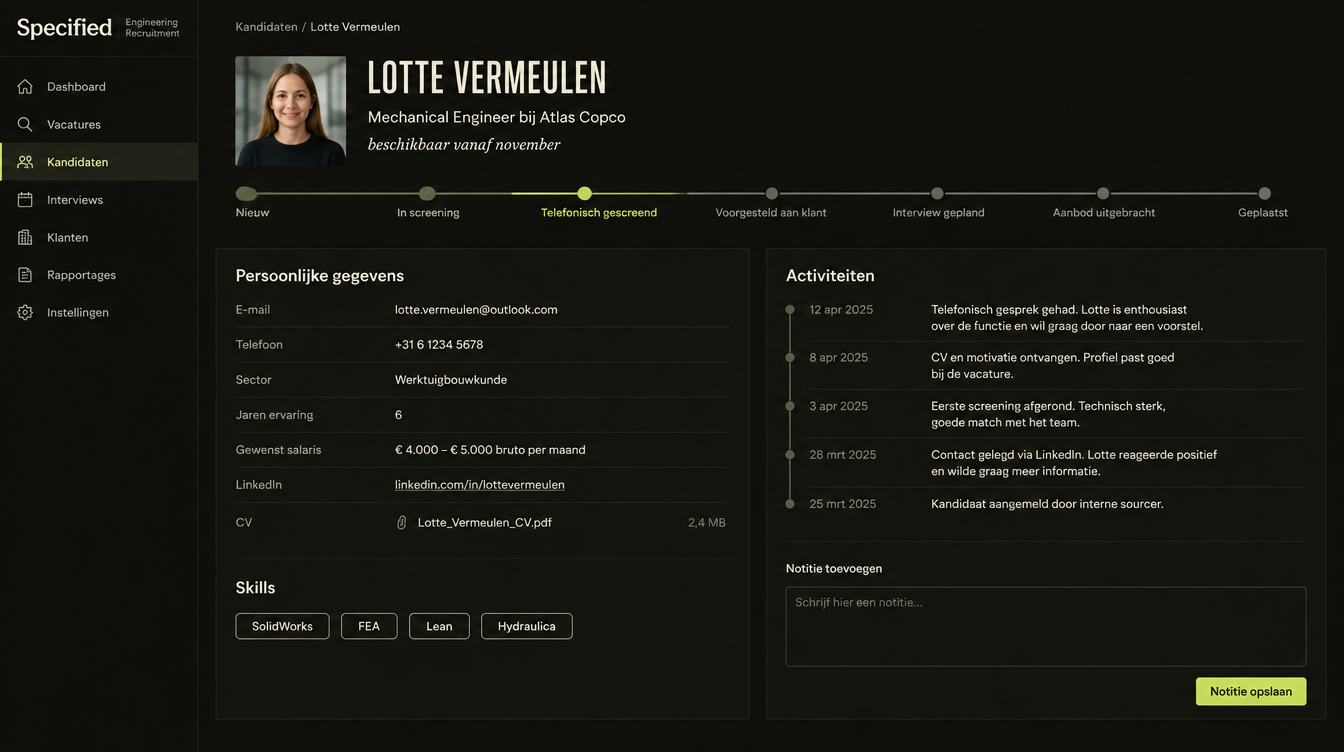 Specified
Engineering
Recruitment
Dashboard
Vacatures
Kandidaten
Interviews
Klanten
Rapportages
Instellingen
Kandidaten / Lotte Vermeulen
LOTTE VERMEULEN
Mechanical Engineer bij Atlas Copco
beschikbaar vanaf november
Nieuw
In screening
Telefonisch gescreend
Voorgesteld aan klant
Interview gepland
Aanbod uitgebracht
Geplaatst
Persoonlijke gegevens
E-mail lotte.vermeulen@outlook.com
Telefoon +31 6 1234 5678
Sector Werktuigbouwkunde
Jaren ervaring 6
Gewenst salaris € 4.000 – € 5.000 bruto per maand
LinkedIn linkedin.com/in/lottevermeulen
CV Lotte_Vermeulen_CV.pdf 2,4 MB
Skills
SolidWorks
FEA
Lean
Hydraulica
Activiteiten
12 apr 2025 Telefonisch gesprek gehad. Lotte is enthousiast
over de functie en wil graag door naar een voorstel.
8 apr 2025 CV en motivatie ontvangen. Profiel past goed
bij de vacature.
3 apr 2025 Eerste screening afgerond. Technisch sterk,
goede match met het team.
28 mrt 2025 Contact gelegd via LinkedIn. Lotte reageerde positief
en wilde graag meer informatie.
25 mrt 2025 Kandidaat aangemeld door interne sourcer.
Notitie toevoegen
Schrijf hier een notitie...
Notitie opslaan